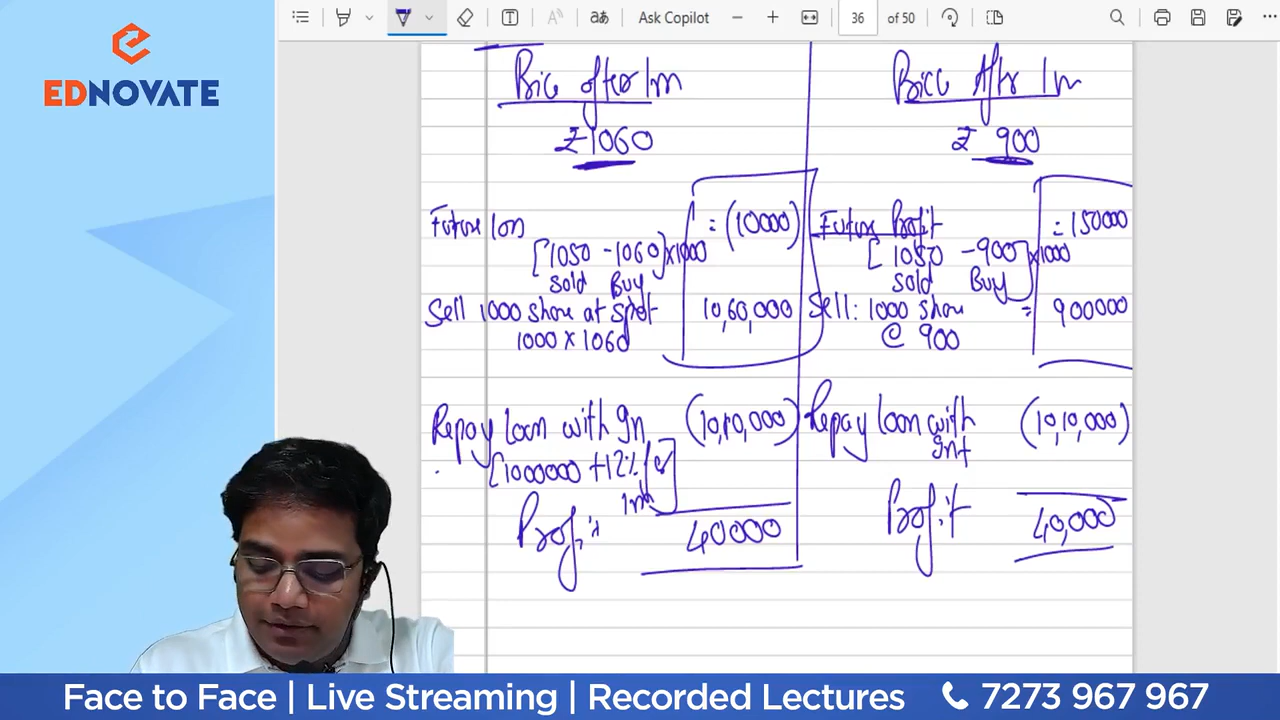 Ask Copilot
36 of 50
EDNOVATE
Price after 1m
₹ 1060
Future loss = (10000)
[1050 - 1060] x 1000
sold Buy
Sell 1000 share at spot 10,60,000
1000 x 1060
Repay loan with In (10,10,000)
[1000000 + 12% for
1m]
Profit 40000
Price After 1m
₹ 900
Future Profit = 150000
[1050 - 900] x 1000
sold Buy
Sell: 1000 share = 900000
@ 900
Repay loan with (10,10,000)
Int
Profit 40,000
Face to Face | Live Streaming | Recorded Lectures 7273 967 967